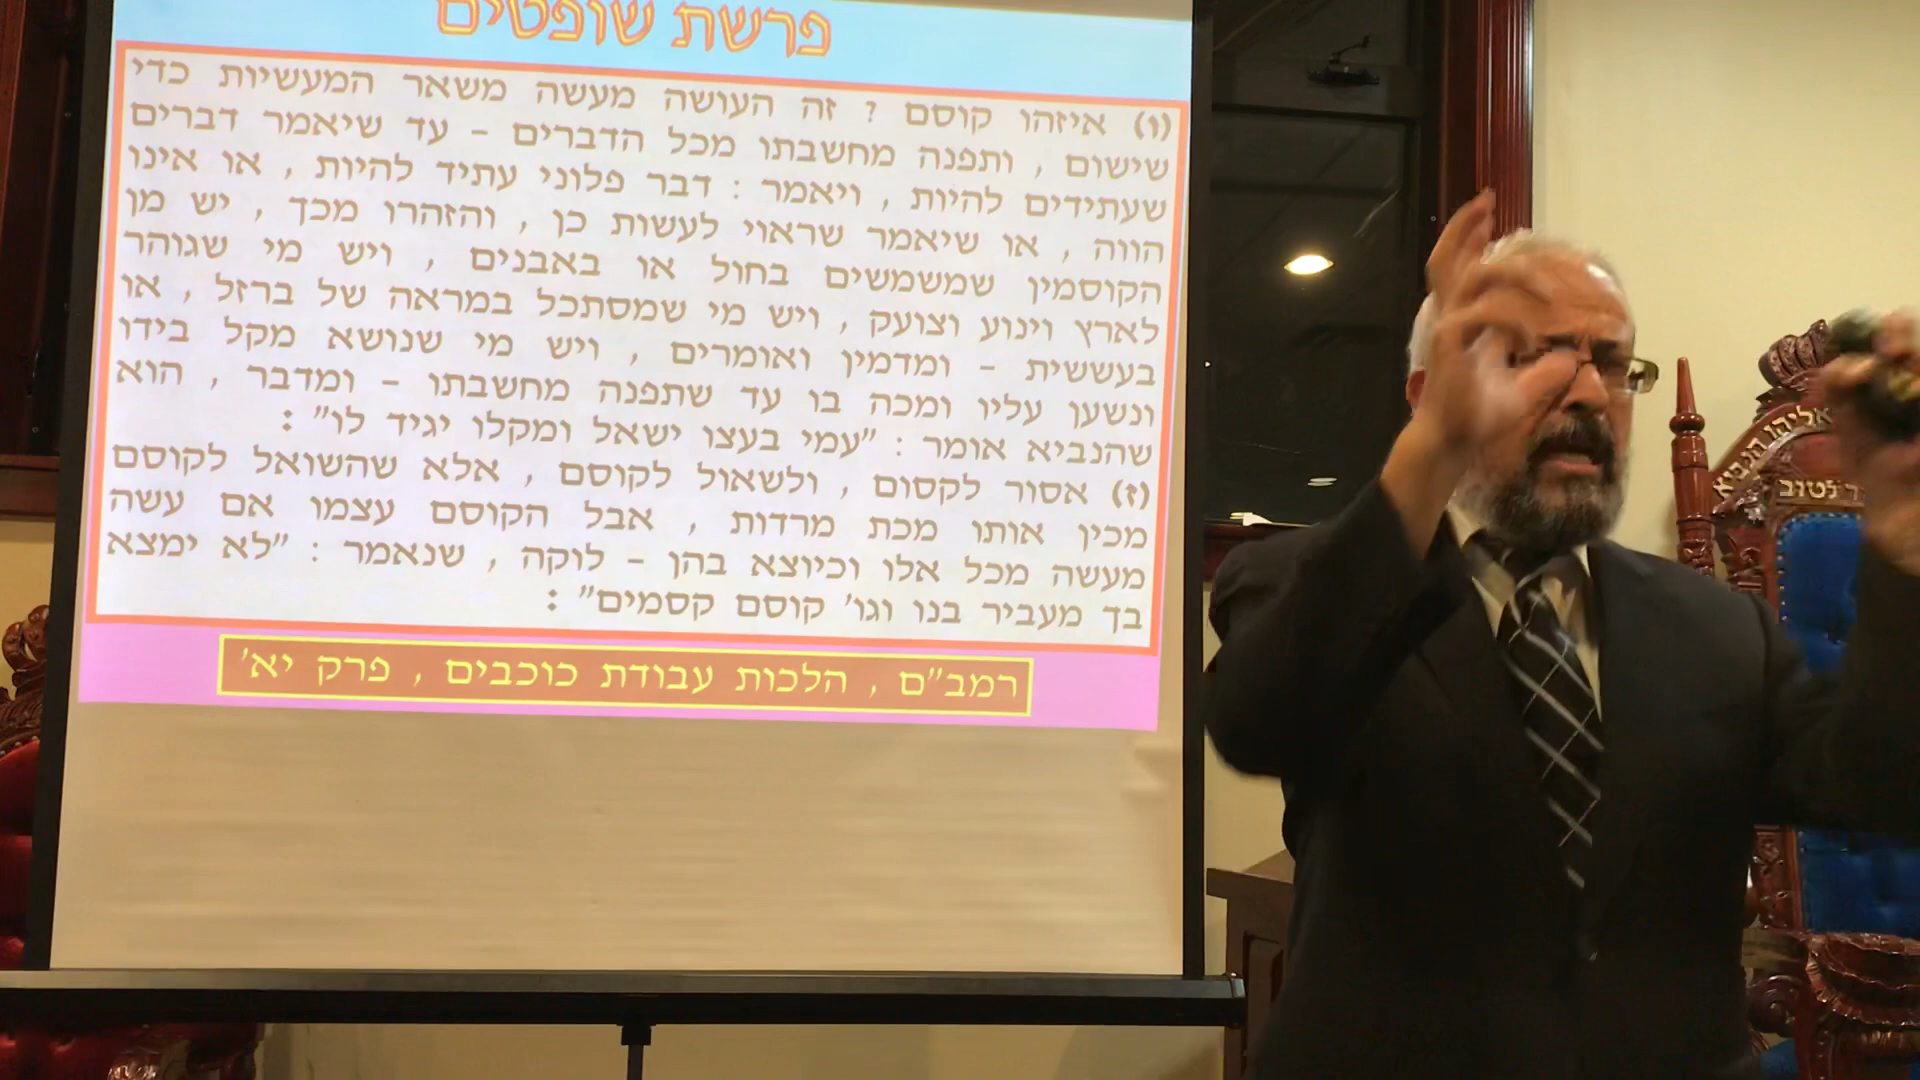 פרשת שופטים
(ו) איזהו קוסם ? זה העושה מעשה משאר המעשיות כדי
שישום , ותפנה מחשבתו מכל הדברים – עד שיאמר דברים
שעתידים להיות , ויאמר : דבר פלוני עתיד להיות , או אינו
הווה , או שיאמר שראוי לעשות כן , והזהרו מכך , יש מן
הקוסמין שמשמשים בחול או באבנים , ויש מי שגוהר
לארץ וינוע וצועק , ויש מי שמסתכל במראה של ברזל , או
בעששית – ומדמין ואומרים , ויש מי שנושא מקל בידו
ונשען עליו ומכה בו עד שתפנה מחשבתו – ומדבר , הוא
שהנביא אומר : "עמי בעצו ישאל ומקלו יגיד לו" :
(ז) אסור לקסום , ולשאול לקוסם , אלא שהשואל לקוסם
מכין אותו מכת מרדות , אבל הקוסם עצמו אם עשה
מעשה מכל אלו וכיוצא בהן – לוקה , שנאמר : "לא ימצא
בך מעביר בנו וגו' קוסם קסמים" :
רמב"ם , הלכות עבודת כוכבים , פרק יא'
אליהו הנביא
לטוב